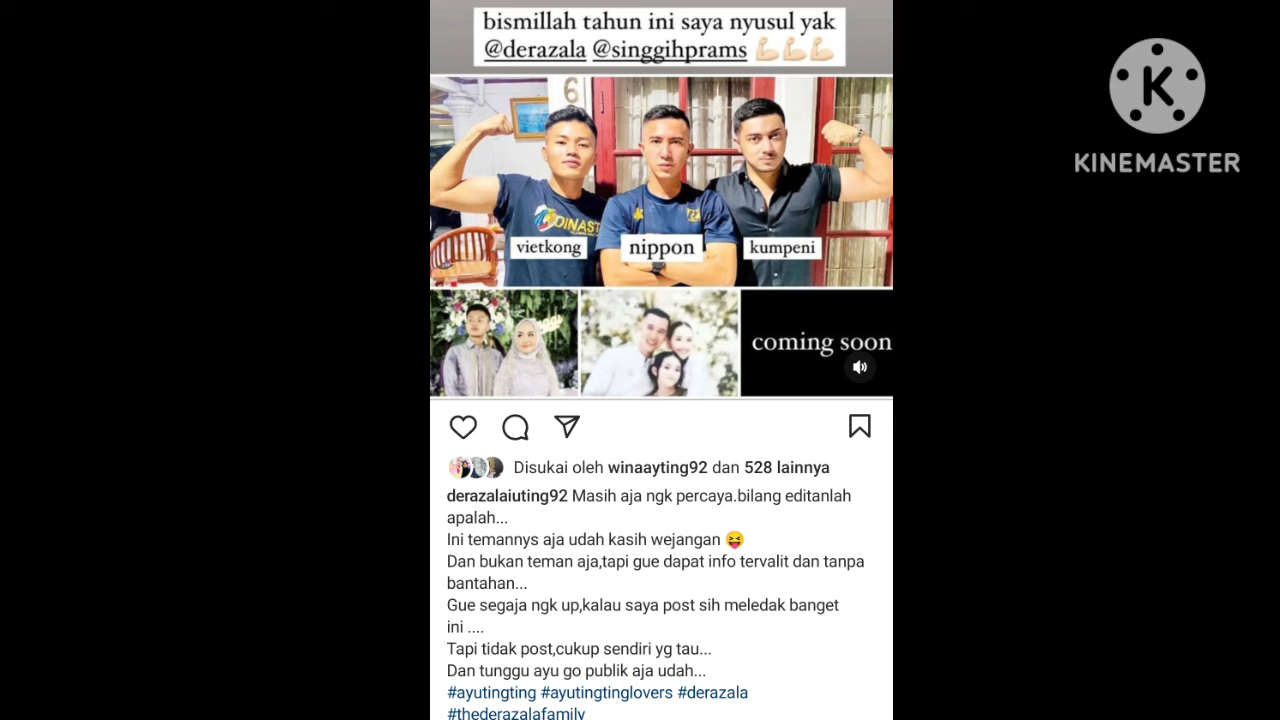 bismillah tahun ini saya nyusul yak
@derazala @singgihprams 💪🏻💪🏻💪🏻
KINEMASTER
6
DINAST
vietkong
nippon
kumpeni
coming soon
Disukai oleh winaayting92 dan 528 lainnya
derazalaiuting92 Masih aja ngk percaya.bilang editanlah
apalah...
Ini temannys aja udah kasih wejangan 😝
Dan bukan teman aja,tapi gue dapat info tervalit dan tanpa
bantahan...
Gue segaja ngk up,kalau saya post sih meledak banget
ini ....
Tapi tidak post,cukup sendiri yg tau...
Dan tunggu ayu go publik aja udah...
#ayutingting #ayutingtinglovers #derazala
#thederazalafamily